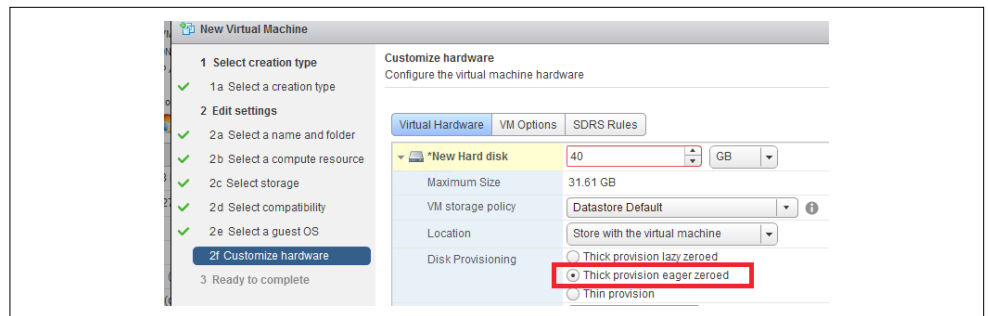 New Virtual Machine
1 Select creation type
1a Select a creation type
2 Edit settings
2a Select a name and folder
2b Select a compute resource
2c Select storage
2d Select compatibility
2e Select a guest OS
2f Customize hardware
3 Ready to complete
Customize hardware
Configure the virtual machine hardware
Virtual Hardware VM Options SDRS Rules
*New Hard disk 40 GB
Maximum Size 31.61 GB
VM storage policy Datastore Default
Location Store with the virtual machine
Disk Provisioning Thick provision lazy zeroed
Thick provision eager zeroed
Thin provision